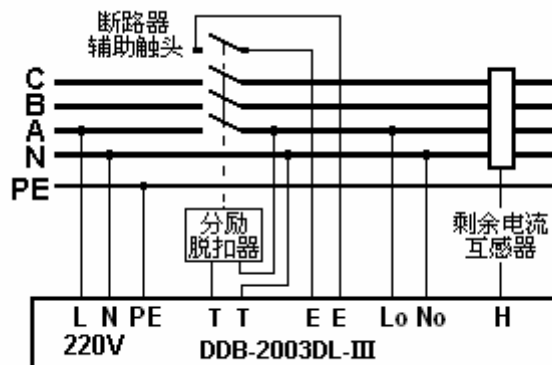 断路器
辅助触头
C
B
A
N
PE
分励
脱扣器
剩余电流
互感器
L N PE T T E E Lo No H
220V DDB-2003DL-III